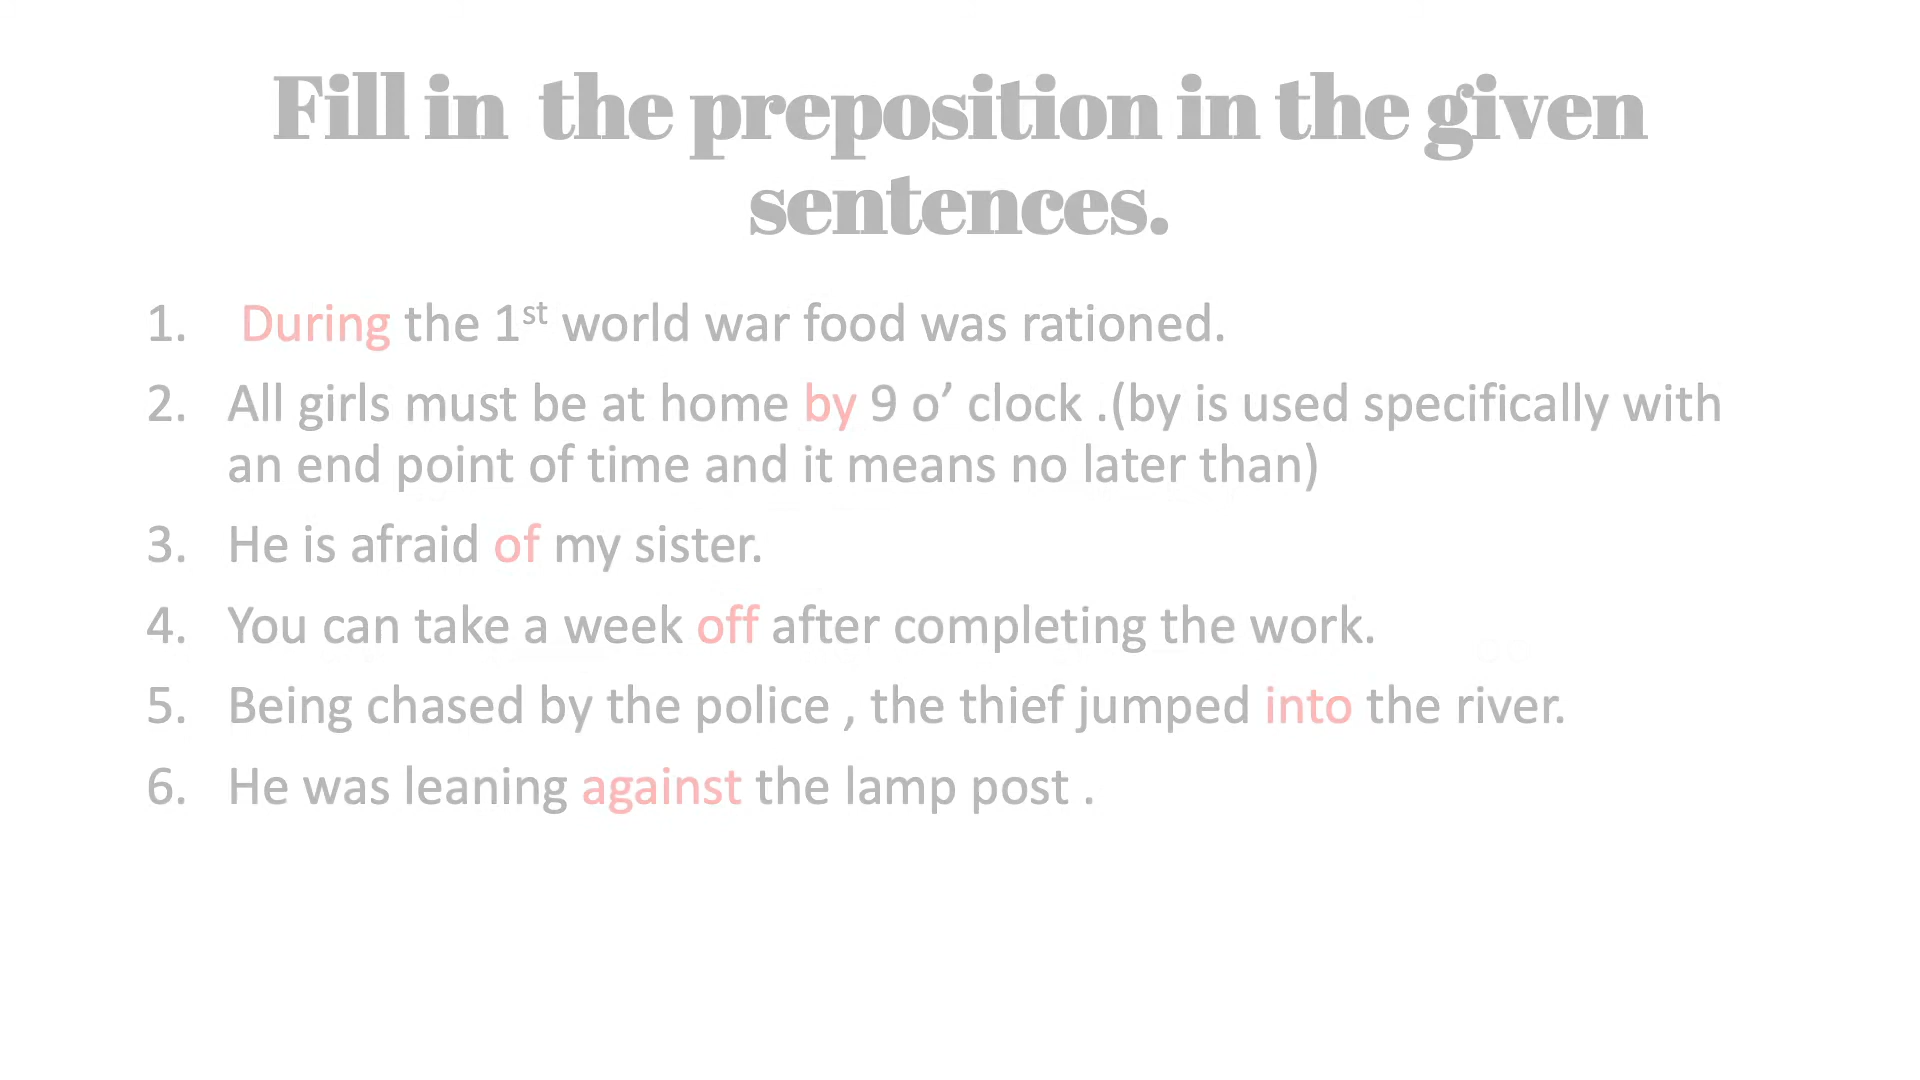 Fill in  the preposition in the given
sentences.
1. During the 1st world war food was rationed.
2. All girls must be at home by 9 o’ clock .(by is used specifically with
an end point of time and it means no later than)
3. He is afraid of my sister.
4. You can take a week off after completing the work.
5. Being chased by the police , the thief jumped into the river.
6. He was leaning against the lamp post .